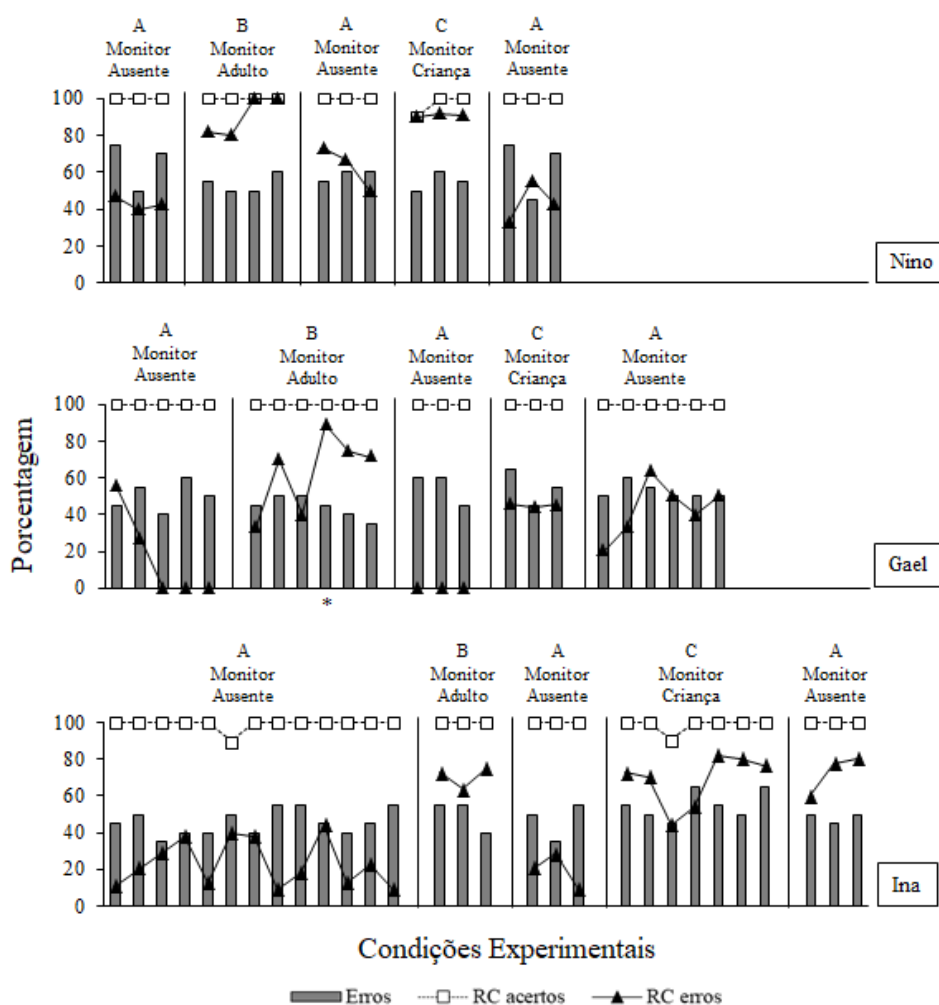 A
Monitor
Ausente
B
Monitor
Adulto
A
Monitor
Ausente
C
Monitor
Criança
A
Monitor
Ausente
100
80
60
40
20
0
Nino
A
Monitor
Ausente
B
Monitor
Adulto
A
Monitor
Ausente
C
Monitor
Criança
A
Monitor
Ausente
100
80
60
40
20
0
*
Gael
Porcentagem
A
Monitor
Ausente
B
Monitor
Adulto
A
Monitor
Ausente
C
Monitor
Criança
A
Monitor
Ausente
100
80
60
40
20
0
Ina
Condições Experimentais
Erros RC acertos RC erros